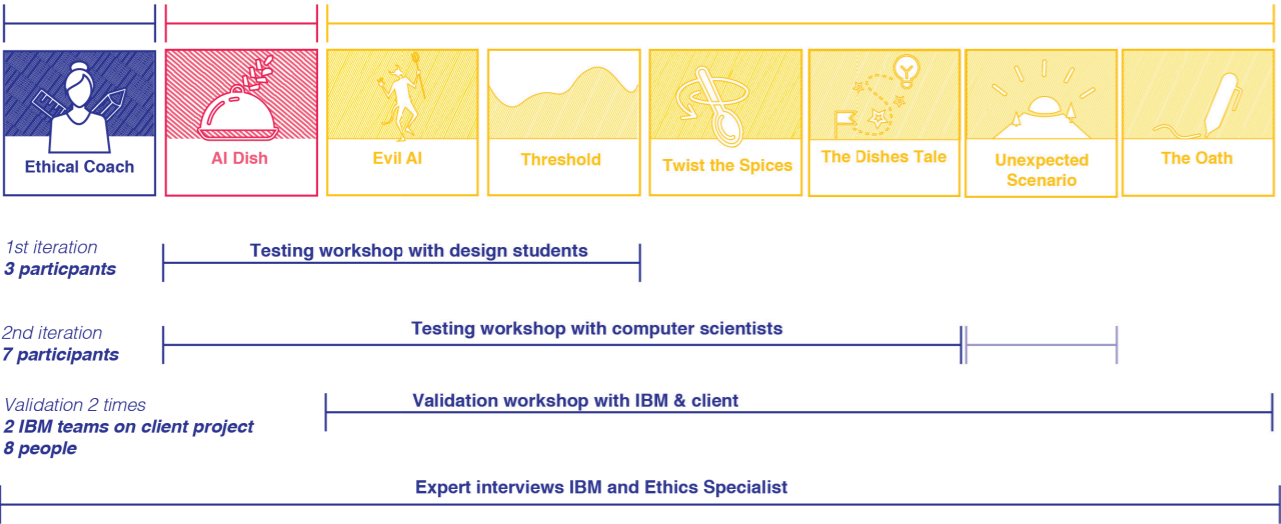 Ethical Coach
AI Dish
Evil AI
Threshold
Twist the Spices
The Dishes Tale
Unexpected
Scenario
The Oath
1st iteration
3 particpants
Testing workshop with design students
2nd iteration
7 participants
Testing workshop with computer scientists
Validation 2 times
2 IBM teams on client project
8 people
Validation workshop with IBM & client
Expert interviews IBM and Ethics Specialist